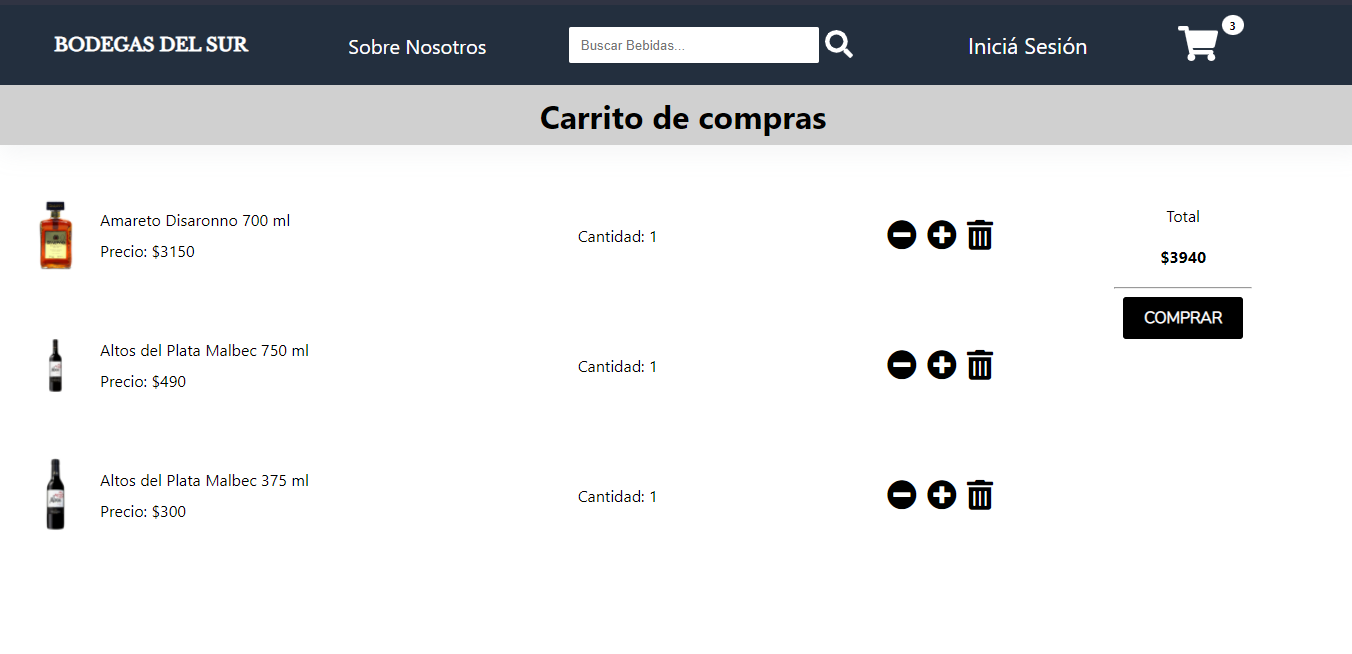 BODEGAS DEL SUR
Sobre Nosotros
Buscar Bebidas...
Iniciá Sesión
3
Carrito de compras
Amareto Disaronno 700 ml
Precio: $3150
Cantidad: 1
Total
$3940
COMPRAR
Altos del Plata Malbec 750 ml
Precio: $490
Cantidad: 1
Altos del Plata Malbec 375 ml
Precio: $300
Cantidad: 1